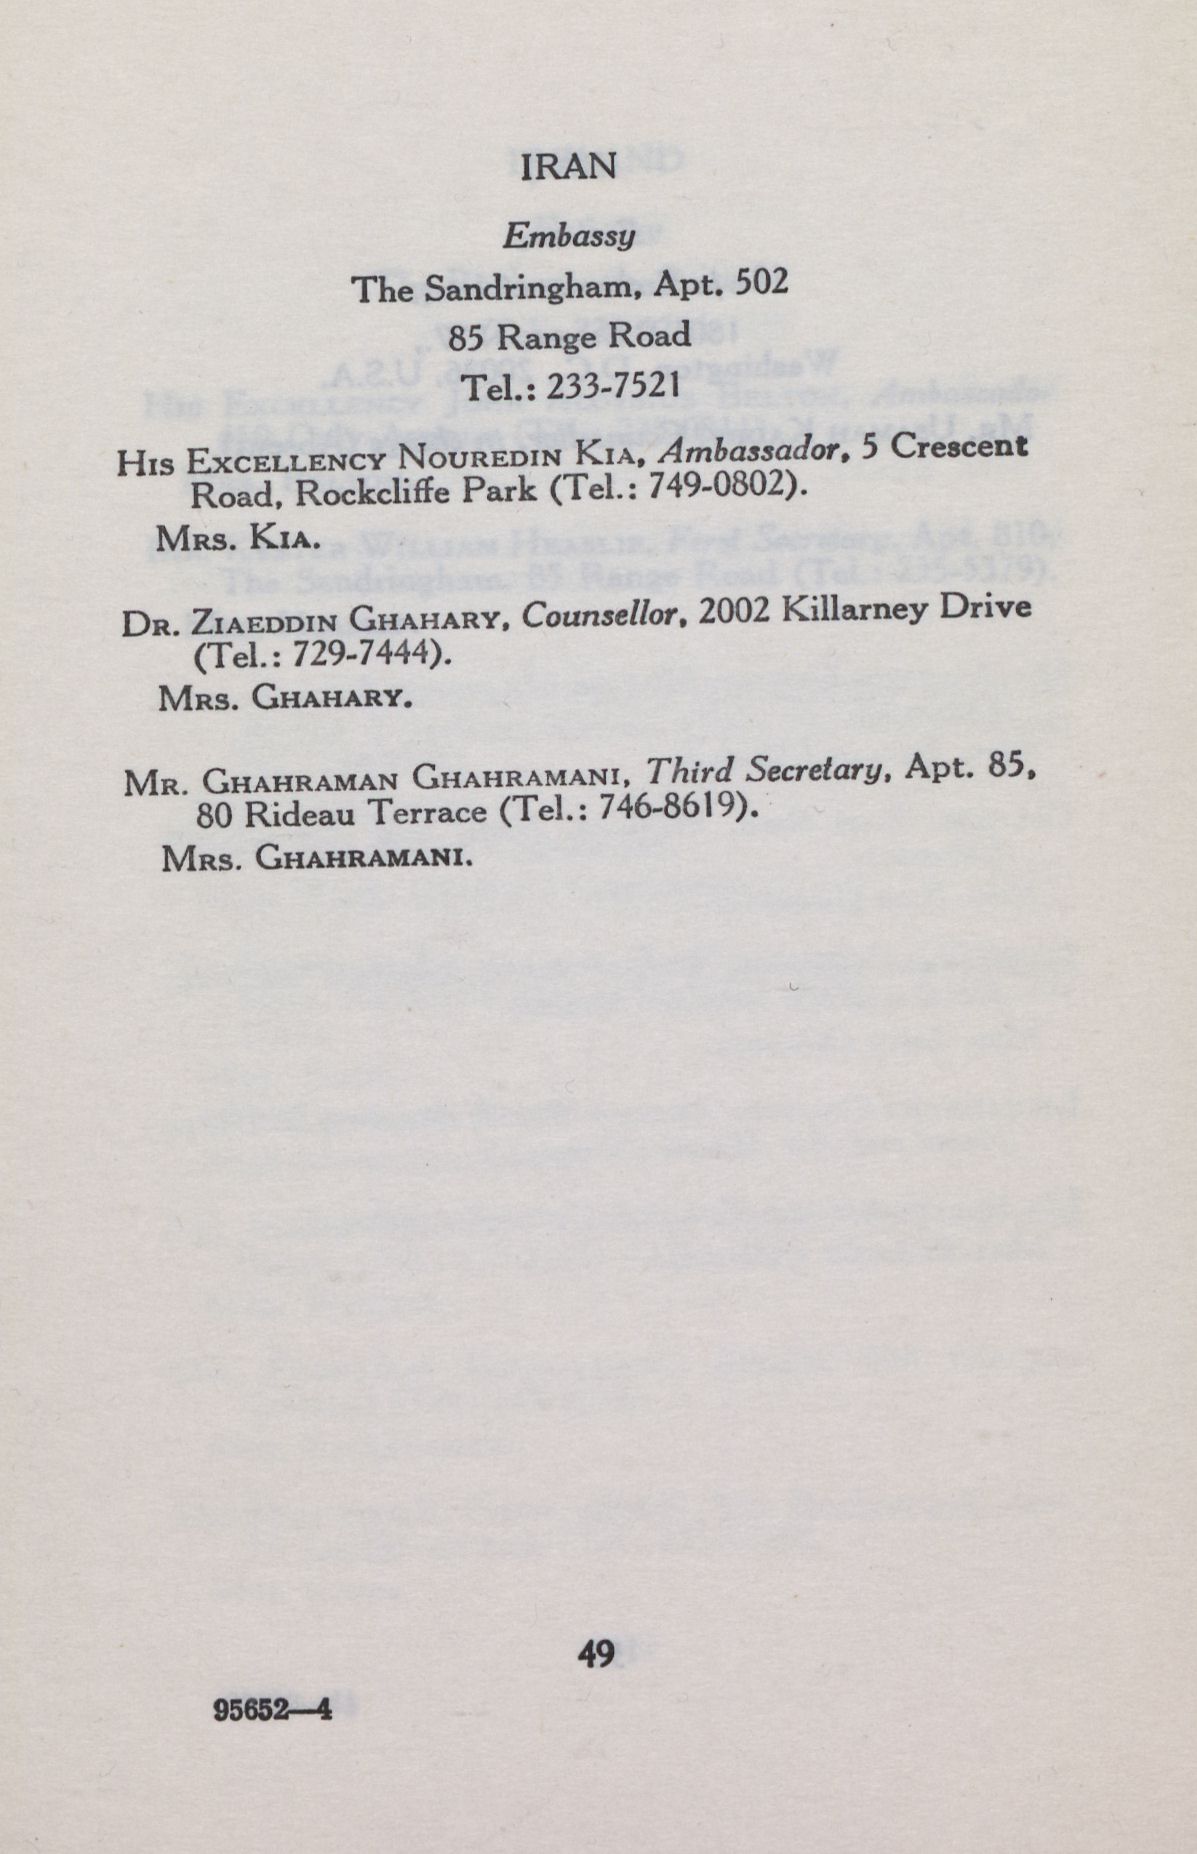 IRAN
Embassy
The Sandringham, Apt. 502
85 Range Road
Tel.: 233-7521
HIS EXCELLENCY NOUREDIN KIA, Ambassador, 5 Crescent
Road, Rockcliffe Park (Tel.: 749-0802).
MRS. KIA.
DR. ZIAEDDIN GHAHARY, Counsellor, 2002 Killarney Drive
(Tel.: 729-7444).
MRS. GHAHARY.
MR. GHAHRAMAN GHAHRAMANI, Third Secretary, Apt. 85,
80 Rideau Terrace (Tel.: 746-8619).
MRS. GHAHRAMANI.
49
95652—4